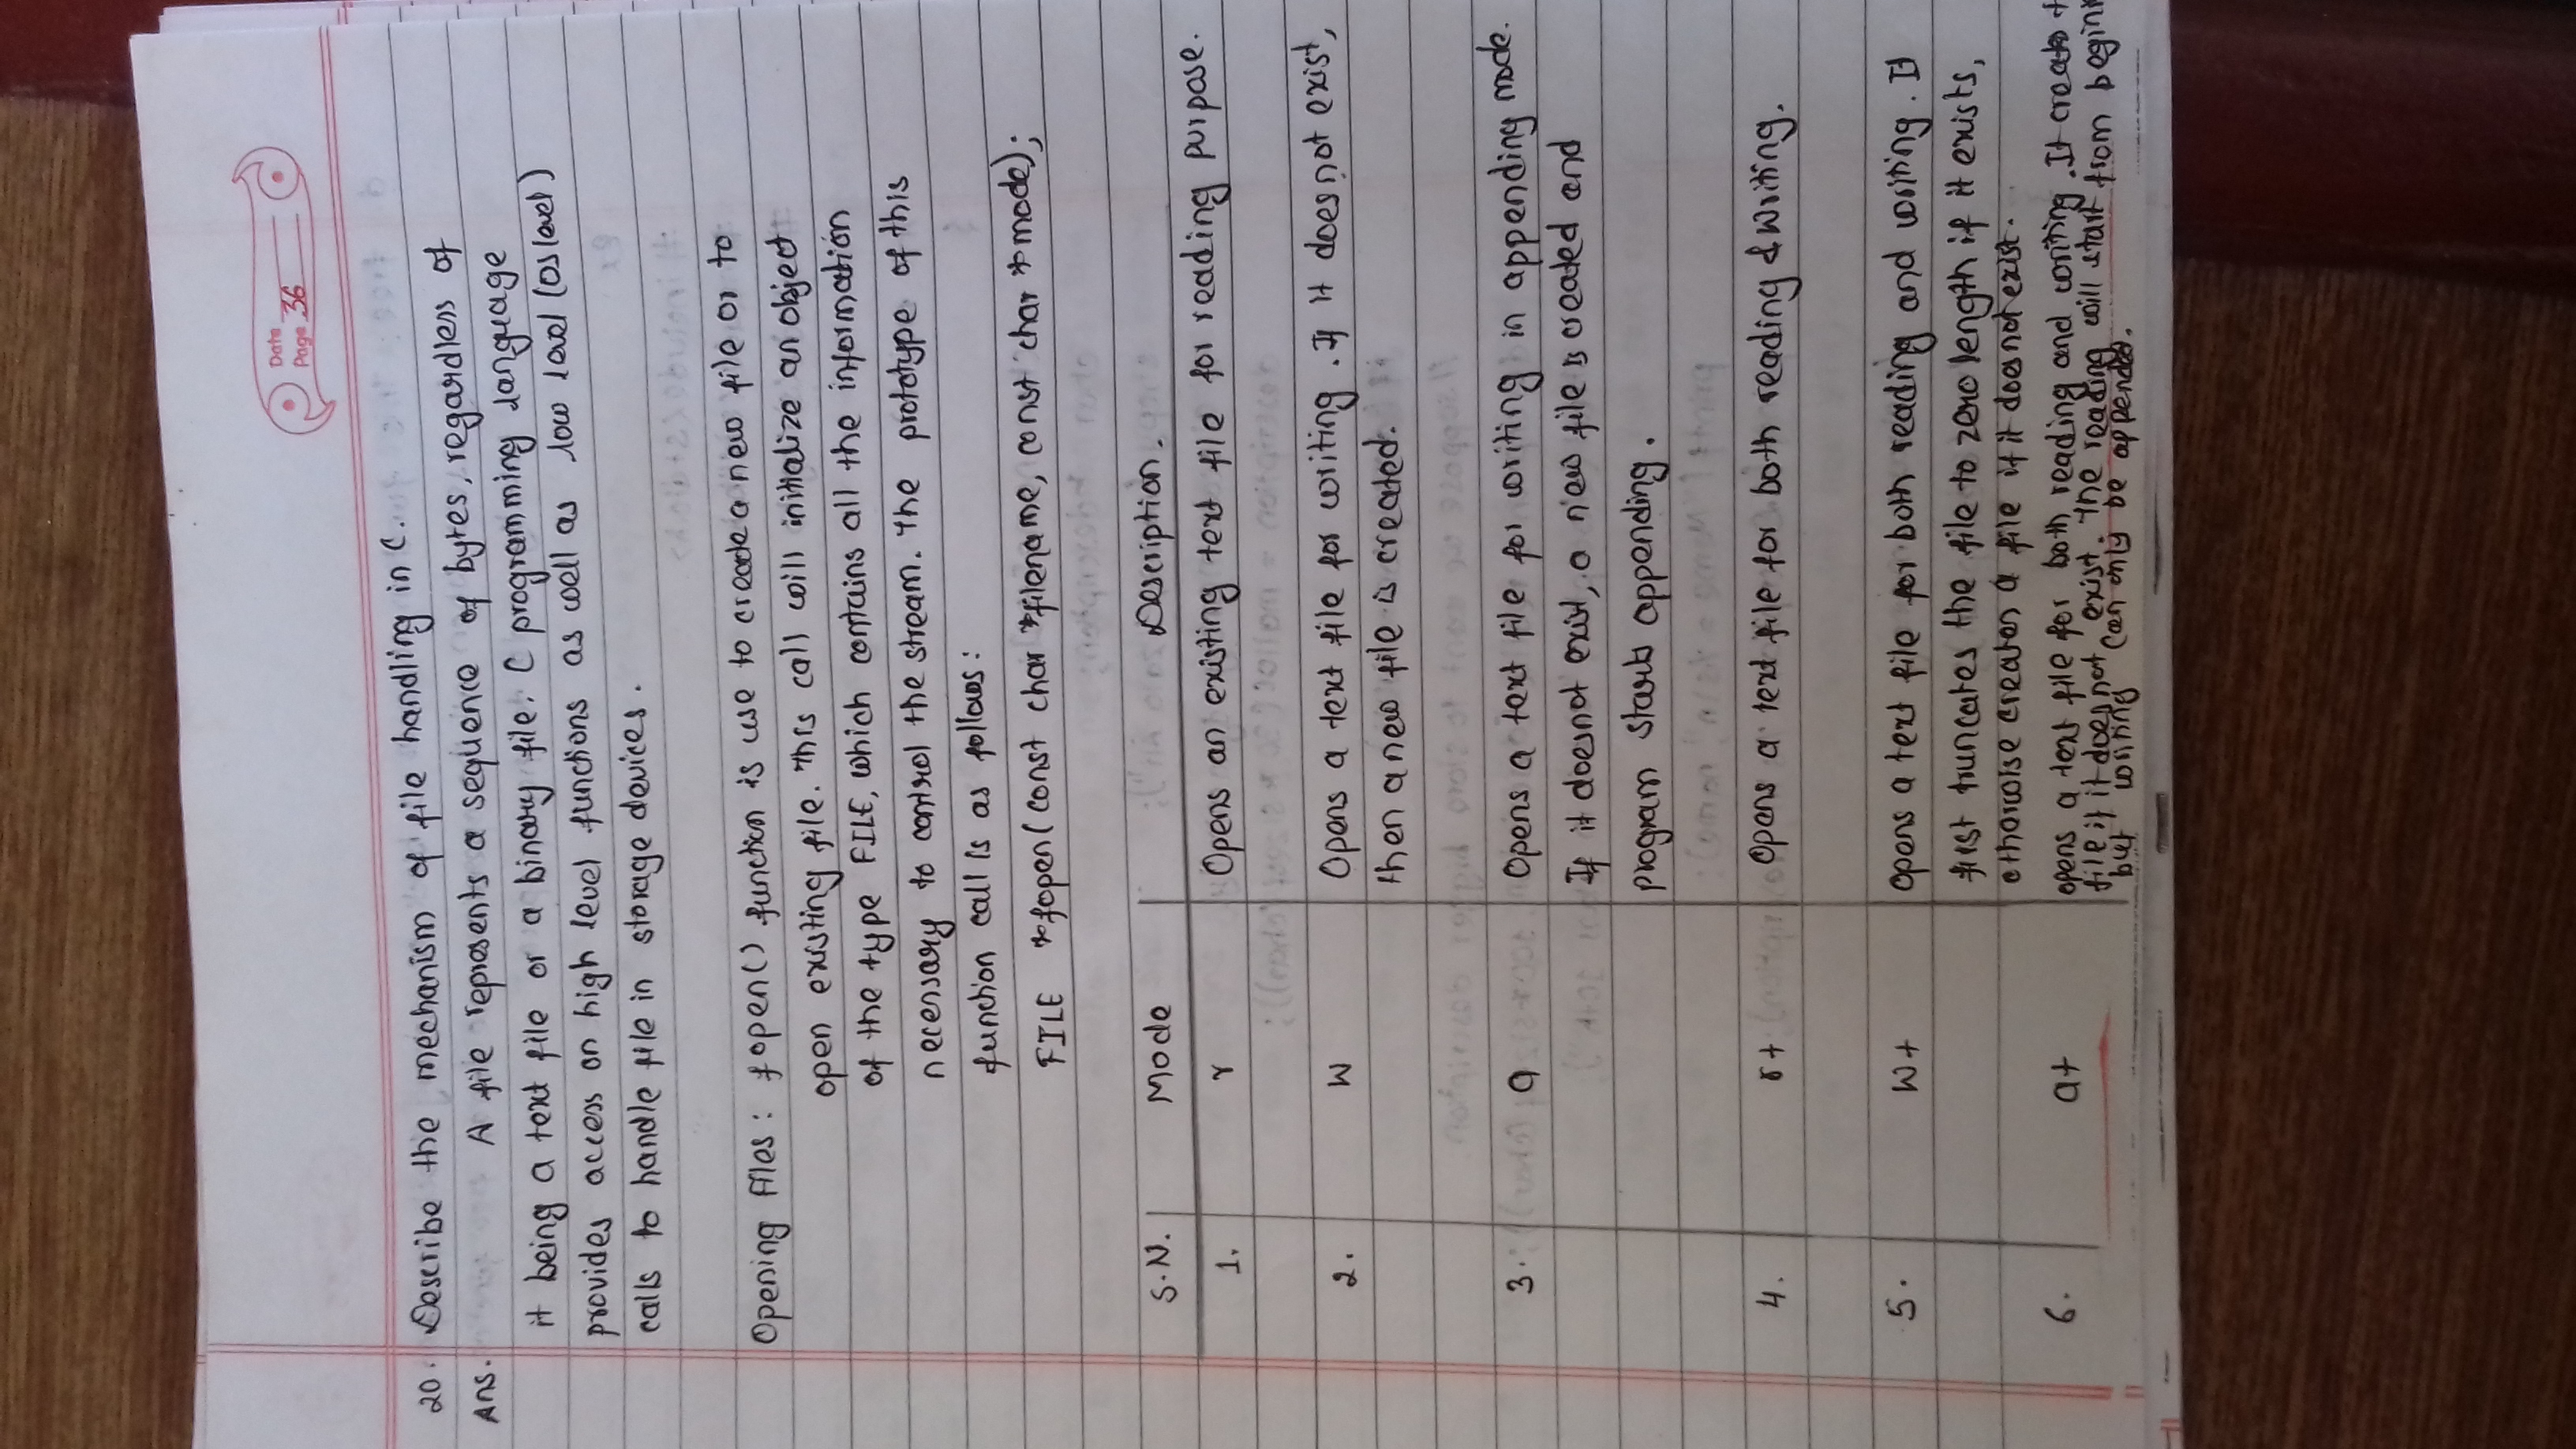 Date
Page 36
20. Describe the mechanism of file handling in C.
Ans. A file represents a sequence of bytes, regardless of
it being a text file or a binary file. C programming language
provides access on high level functions as well as low level (OS level)
calls to handle file in storage devices.
Opening Files: fopen() function is use to create a new file or to
open existing file. This call will initialize an object
of the type FILE, which contains all the information
necessary to control the stream. The prototype of this
function call is as follows:
FILE *fopen(const char *filename, const char *mode);
S.N. Mode Description.
1. r Opens an existing text file for reading purpose.
2. w Opens a text file for writing. If it does not exist,
then a new file is created.
3. a Opens a text file for writing in appending mode.
If it does not exist, a new file is created and
program starts appending.
4. r+ Opens a text file for both reading & writing.
5. w+ opens a text file for both reading and writing. It
first truncates the file to zero length if it exists,
otherwise creates a file if it does not exist.
6. a+ opens a text file for both reading and writing. It creates
file if it does not exist. The reading will start from
but writing can only be appended.